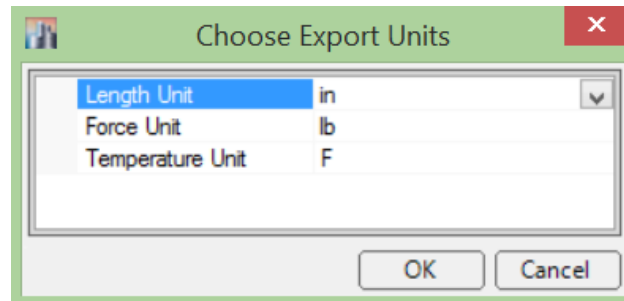 Choose Export Units
Length Unit in
Force Unit lb
Temperature Unit F
OK Cancel